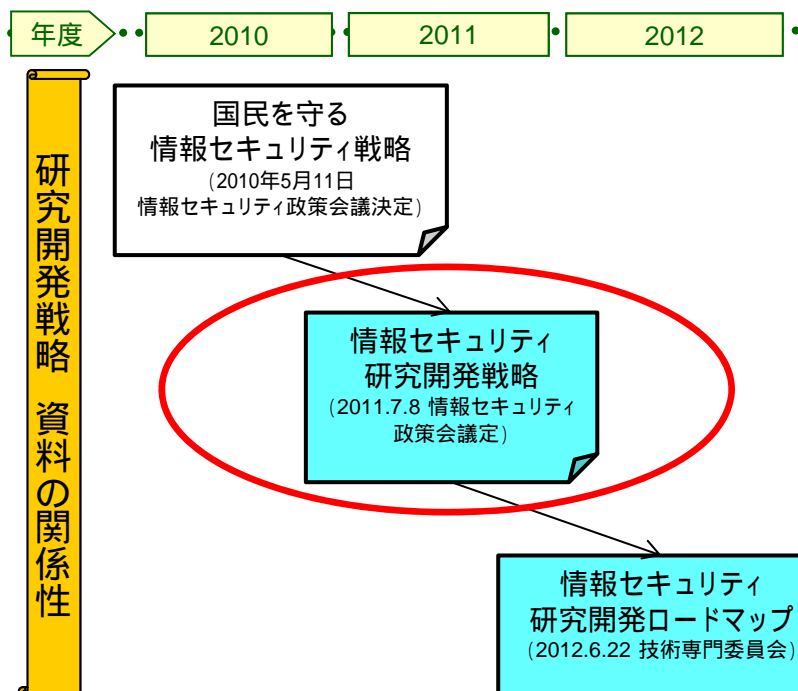 年度
2010
2011
2012
研究開発戦略 資料の関係性
国民を守る
情報セキュリティ戦略
(2010年5月11日
情報セキュリティ政策会議決定)
情報セキュリティ
研究開発戦略
(2011.7.8 情報セキュリティ
政策会議定)
情報セキュリティ
研究開発ロードマップ
(2012.6.22 技術専門委員会)